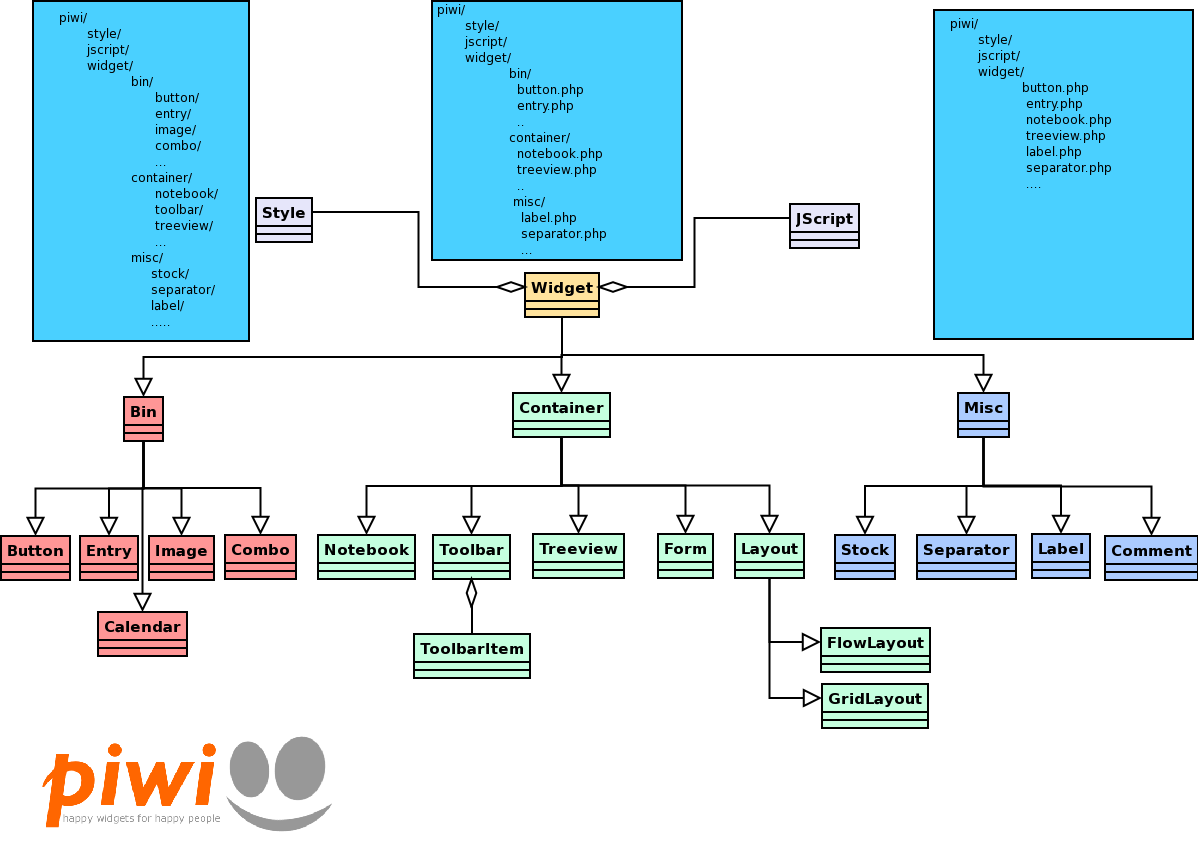 piwi/
style/
jscript/
widget/
bin/
button/
entry/
image/
combo/
...
container/
notebook/
toolbar/
treeview/
...
misc/
stock/
separator/
label/
.....
piwi/
style/
jscript/
widget/
bin/
button.php
entry.php
..
container/
notebook.php
treeview.php
..
misc/
label.php
separator.php
...
piwi/
style/
jscript/
widget/
button.php
entry.php
notebook.php
treeview.php
label.php
separator.php
....
Style
JScript
Widget
Bin
Container
Misc
Button
Entry
Image
Combo
Notebook
Toolbar
Treeview
Form
Layout
Stock
Separator
Label
Comment
Calendar
ToolbarItem
FlowLayout
GridLayout
piwi
happy widgets for happy people